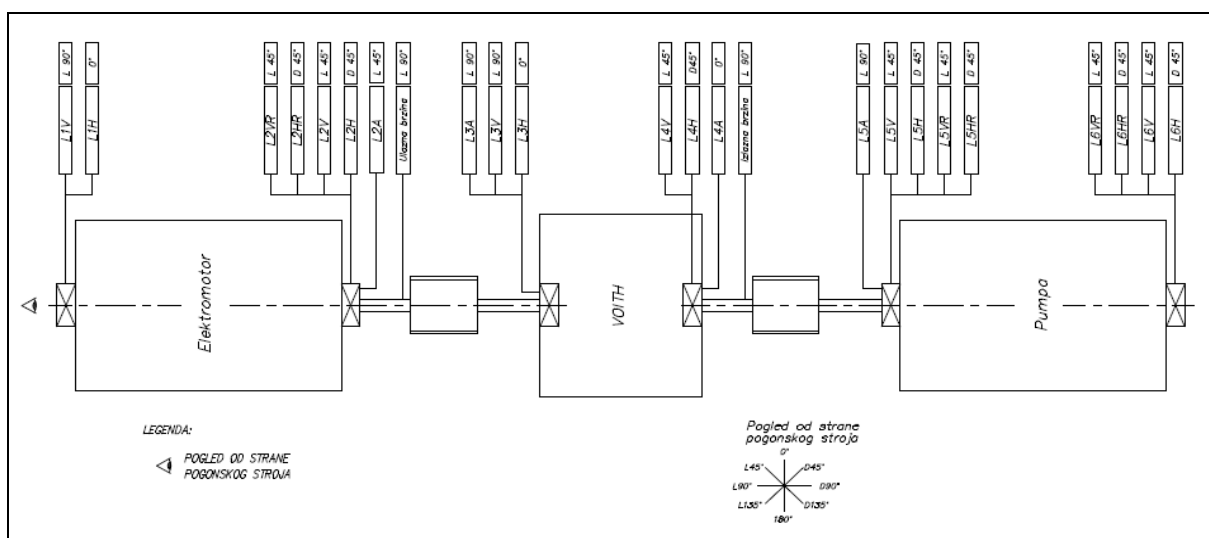 L 90° 0° L 45° D 45° L 45° D 45° L 45° L 90° L 90° L 90° 0° L 45° D45° 0° L 90° L 90° L 45° D 45° L 45° D 45° L 45° D 45° L 45° D 45°
L1V L1H L2VR L2HR L2V L2H L2A Ulazna brzina L3A L3V L3H L4V L4H L4A Izlazna brzina L5A L5V L5H L5VR L5HR L6VR L6HR L6V L6H
Elektromotor VOITH Pumpa
LEGENDA:
POGLED OD STRANE
POGONSKOG STROJA
Pogled od strane
pogonskog stroja
0°
L45° D45°
L90° D90°
L135° D135°
180°